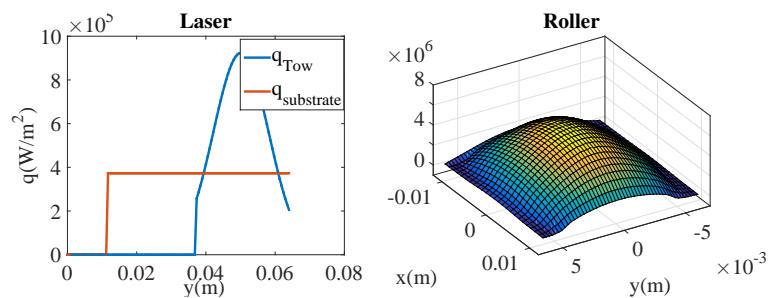 Laser
×10^5
10
8
6
4
2
0
q(W/m^2)
q_Tow
q_substrate
0
0.02
0.04
0.06
0.08
y(m)
Roller
×10^6
8
4
0
-0.01
0
0.01
x(m)
5
0
-5
×10^-3
y(m)